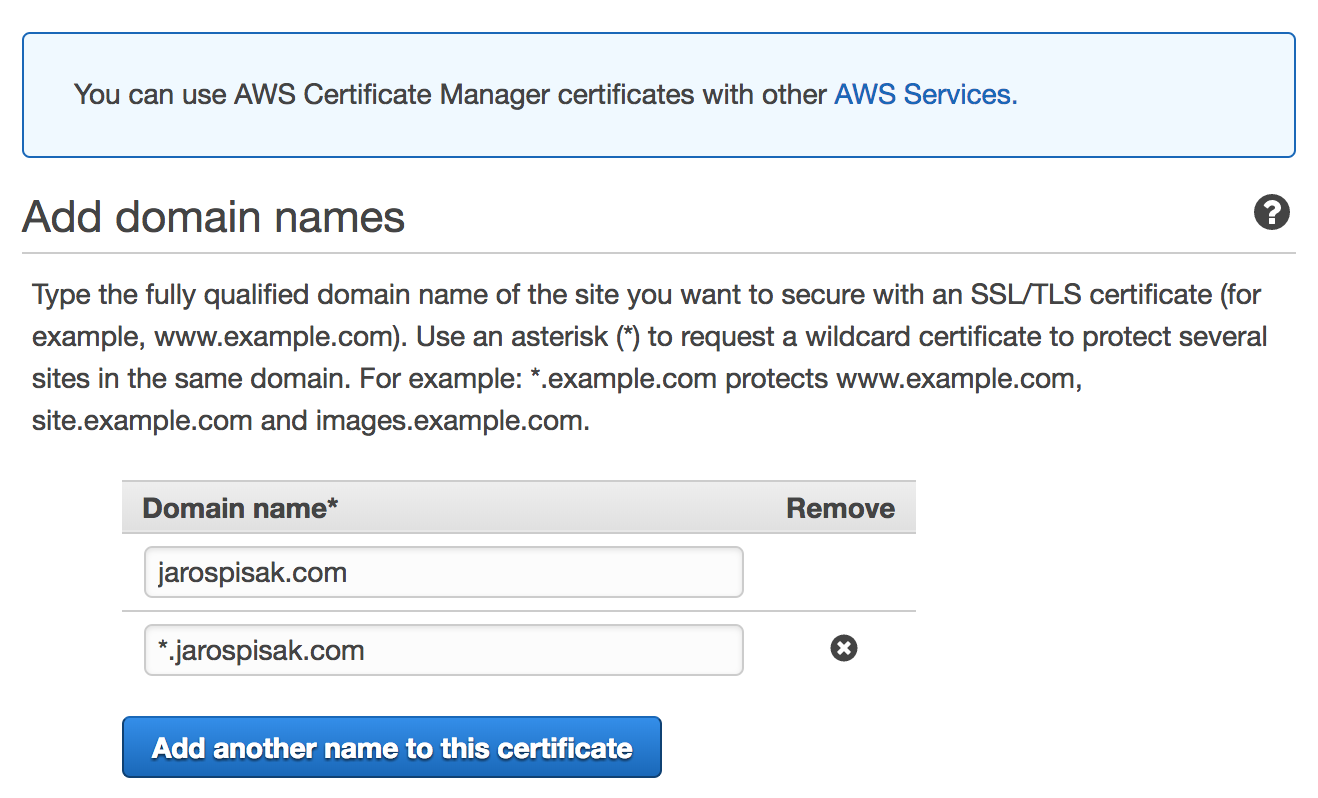 You can use AWS Certificate Manager certificates with other AWS Services.
Add domain names
Type the fully qualified domain name of the site you want to secure with an SSL/TLS certificate (for
example, www.example.com). Use an asterisk (*) to request a wildcard certificate to protect several
sites in the same domain. For example: *.example.com protects www.example.com,
site.example.com and images.example.com.
Domain name* Remove
jarospisak.com
*.jarospisak.com
Add another name to this certificate